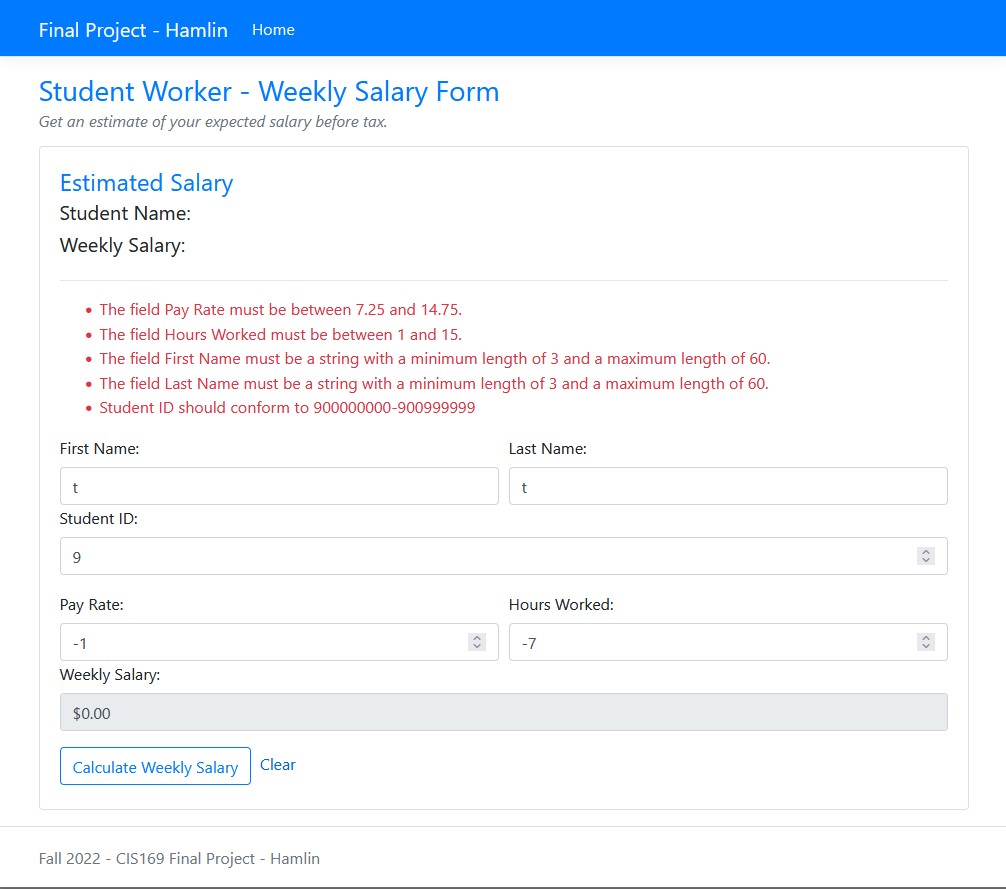 Final Project - Hamlin Home
Student Worker - Weekly Salary Form
Get an estimate of your expected salary before tax.
Estimated Salary
Student Name:
Weekly Salary:
• The field Pay Rate must be between 7.25 and 14.75.
• The field Hours Worked must be between 1 and 15.
• The field First Name must be a string with a minimum length of 3 and a maximum length of 60.
• The field Last Name must be a string with a minimum length of 3 and a maximum length of 60.
• Student ID should conform to 900000000-900999999
First Name: Last Name:
t t
Student ID:
9
Pay Rate: Hours Worked:
-1 -7
Weekly Salary:
$0.00
Calculate Weekly Salary Clear
Fall 2022 - CIS169 Final Project - Hamlin